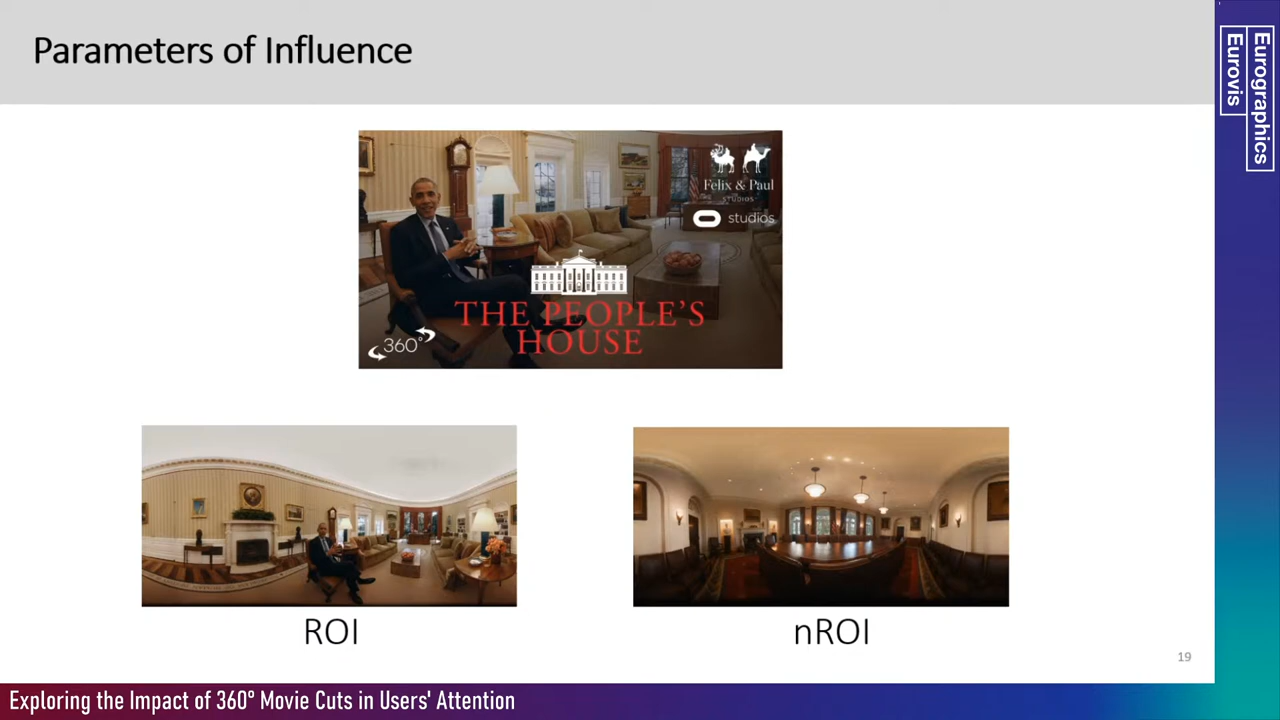 Parameters of Influence
Eurographics
Eurovis
Felix & Paul
STUDIOS
studios
THE PEOPLE'S
HOUSE
360°
ROI
nROI
19
Exploring the Impact of 360° Movie Cuts in Users' Attention